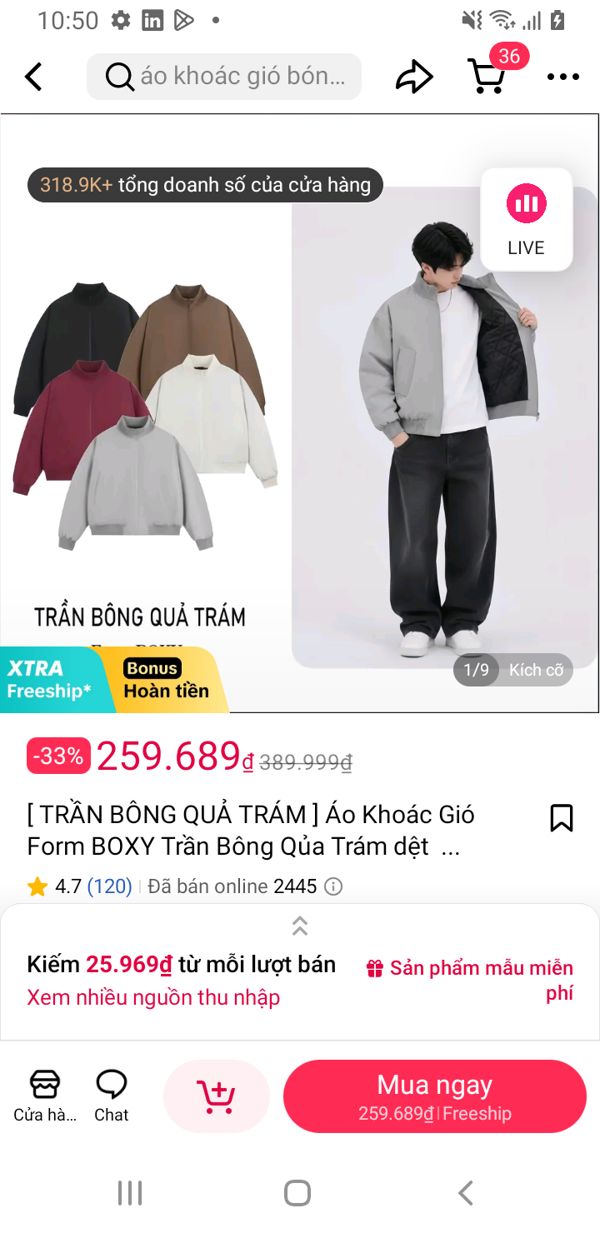 10:50
áo khoác gió bón...
36
318.9K+ tổng doanh số của cửa hàng
LIVE
TRẦN BÔNG QUẢ TRÁM
XTRA
Freeship*
Bonus
Hoàn tiền
1/9 Kích cỡ
-33% 259.689₫ 389.999₫
[ TRẦN BÔNG QUẢ TRÁM ] Áo Khoác Gió
Form BOXY Trần Bông Qủa Trám dệt ...
4.7 (120) Đã bán online 2445
Kiếm 25.969₫ từ mỗi lượt bán
Xem nhiều nguồn thu nhập
Sản phẩm mẫu miễn
phí
Cửa hà...
Chat
Mua ngay
259.689₫ | Freeship